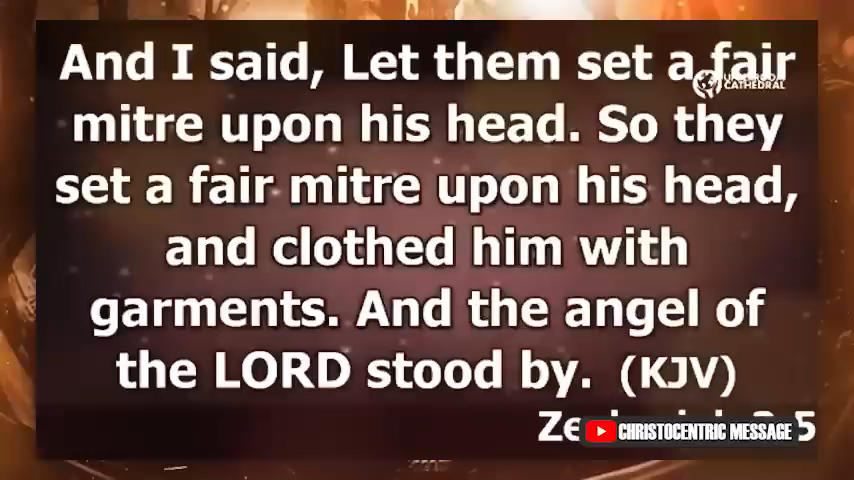 And I said, Let them set a fair
mitre upon his head. So they
set a fair mitre upon his head,
and clothed him with
garments. And the angel of
the LORD stood by. (KJV)
CATHEDRAL
CHRISTOCENTRIC MESSAGE